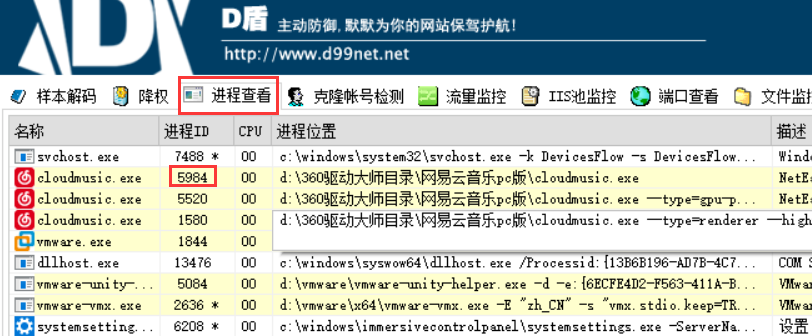 D盾 主动防御,默默为你的网站保驾护航!
http://www.d99net.net
样本解码 降权 进程查看 克隆帐号检测 流量监控 IIS池监控 端口查看 文件监
名称 进程ID CPU 进程位置 描述
svchost.exe 7488 * 00 c:\windows\system32\svchost.exe -k DevicesFlow -s DevicesFlow... Wind
cloudmusic.exe 5984 00 d:\360驱动大师目录\网易云音乐pc版\cloudmusic.exe NetE
cloudmusic.exe 5520 00 d:\360驱动大师目录\网易云音乐pc版\cloudmusic.exe --type=gpu-p... NetE
cloudmusic.exe 1580 00 d:\360驱动大师目录\网易云音乐pc版\cloudmusic.exe --type=renderer --high
vmware.exe 1844 00
dllhost.exe 13476 00 c:\windows\syswow64\dllhost.exe /Processid:{13B6B196-AD7B-4C7... COM S
vmware-unity-... 5084 00 d:\vmware\vmware-unity-helper.exe -d -e:{6ECFE4D2-F563-411A-B... VMwar
vmware-vmx.exe 2636 * 00 d:\vmware\x64\vmware-vmx.exe -E "zh_CN" -s "vmx.stdio.keep=TR... VMwar
systemsetting... 6208 * 00 c:\windows\immersivecontrolpanel\systemsettings.exe -ServerNa... 设置